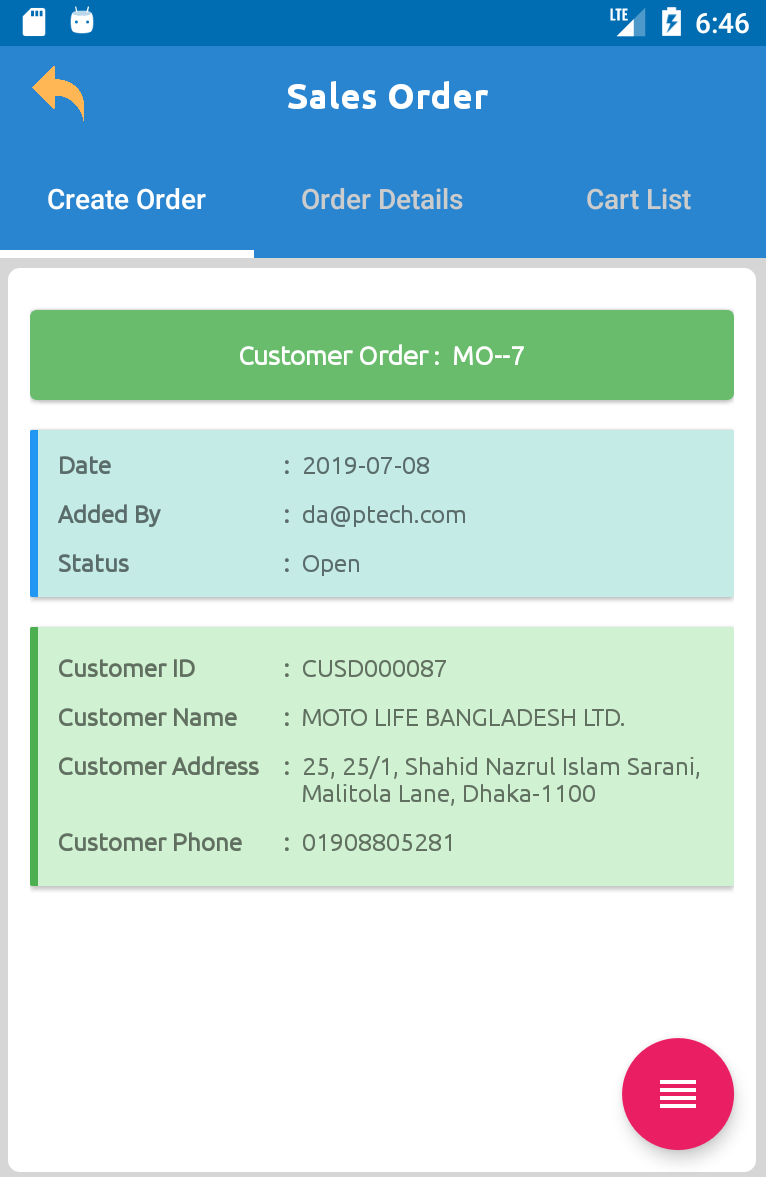 LTE 6:46
Sales Order
Create Order Order Details Cart List
Customer Order : MO--7
Date : 2019-07-08
Added By : da@ptech.com
Status : Open
Customer ID : CUSD000087
Customer Name : MOTO LIFE BANGLADESH LTD.
Customer Address : 25, 25/1, Shahid Nazrul Islam Sarani,
Malitola Lane, Dhaka-1100
Customer Phone : 01908805281